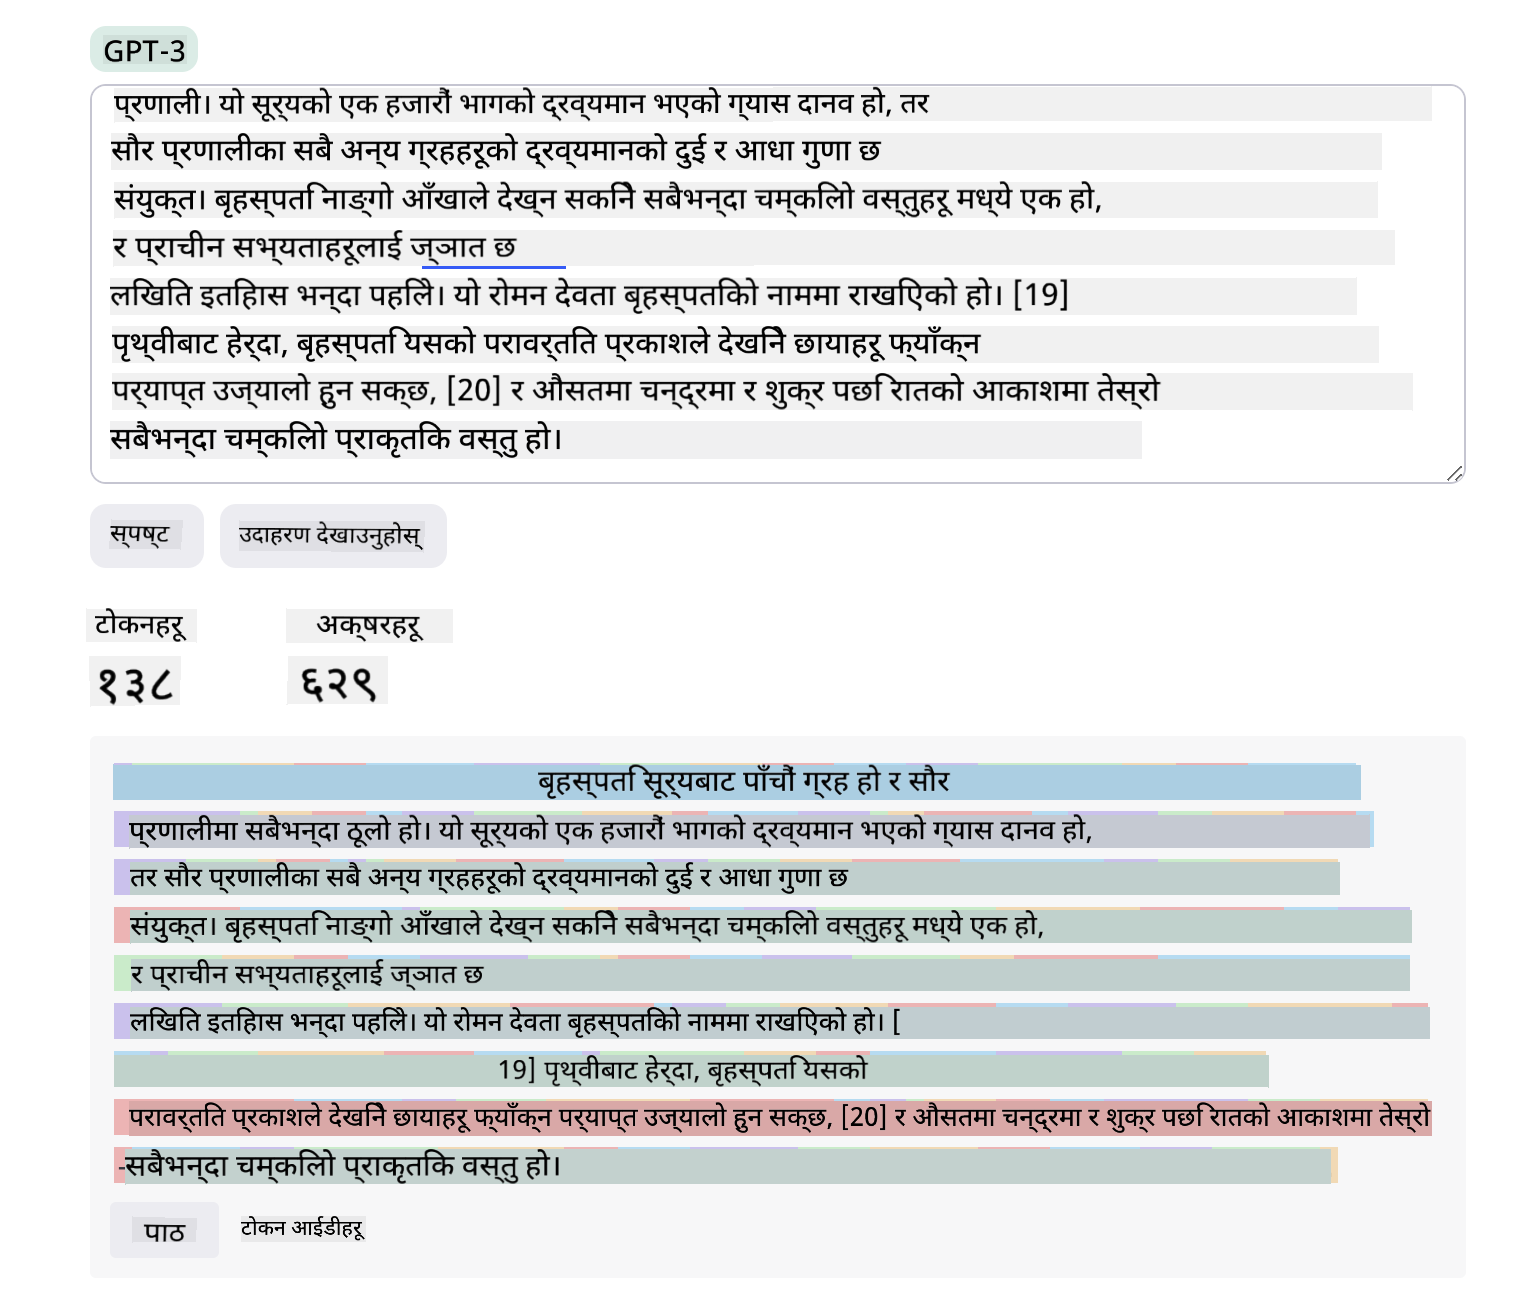 GPT-3
प्रणाली। यो सूर्यको एक हजारौं भागको द्रव्यमान भएको ग्यास दानव हो, तर
सौर प्रणालीका सबै अन्य ग्रहहरूको द्रव्यमानको दुई र आधा गुणा छ
संयुक्त। बृहस्पति नाङ्गो आँखाले देख्न सकिने सबैभन्दा चम्किलो वस्तुहरू मध्ये एक हो,
र प्राचीन सभ्यताहरूलाई ज्ञात छ
लिखित इतिहास भन्दा पहिले। यो रोमन देवता बृहस्पतिको नाममा राखिएको हो। [19]
पृथ्वीबाट हेर्दा, बृहस्पति यसको परावर्तित प्रकाशले देखिने छायाहरू फ्याँक्न
पर्याप्त उज्यालो हुन सक्छ, [20] र औसतमा चन्द्रमा र शुक्र पछि रातको आकाशमा तेस्रो
सबैभन्दा चम्किलो प्राकृतिक वस्तु हो।
स्पष्ट उदाहरण देखाउनुहोस्
टोकनहरू अक्षरहरू
१३८ ६२९
बृहस्पति सूर्यबाट पाँचौं ग्रह हो र सौर
प्रणालीमा सबैभन्दा ठूलो हो। यो सूर्यको एक हजारौं भागको द्रव्यमान भएको ग्यास दानव हो,
तर सौर प्रणालीका सबै अन्य ग्रहहरूको द्रव्यमानको दुई र आधा गुणा छ
संयुक्त। बृहस्पति नाङ्गो आँखाले देख्न सकिने सबैभन्दा चम्किलो वस्तुहरू मध्ये एक हो,
र प्राचीन सभ्यताहरूलाई ज्ञात छ
लिखित इतिहास भन्दा पहिले। यो रोमन देवता बृहस्पतिको नाममा राखिएको हो। [
19] पृथ्वीबाट हेर्दा, बृहस्पति यसको
परावर्तित प्रकाशले देखिने छायाहरू फ्याँक्न पर्याप्त उज्यालो हुन सक्छ, [20] र औसतमा चन्द्रमा र शुक्र पछि रातको आकाशमा तेस्रो
-सबैभन्दा चम्किलो प्राकृतिक वस्तु हो।
पाठ टोकन आईडीहरू